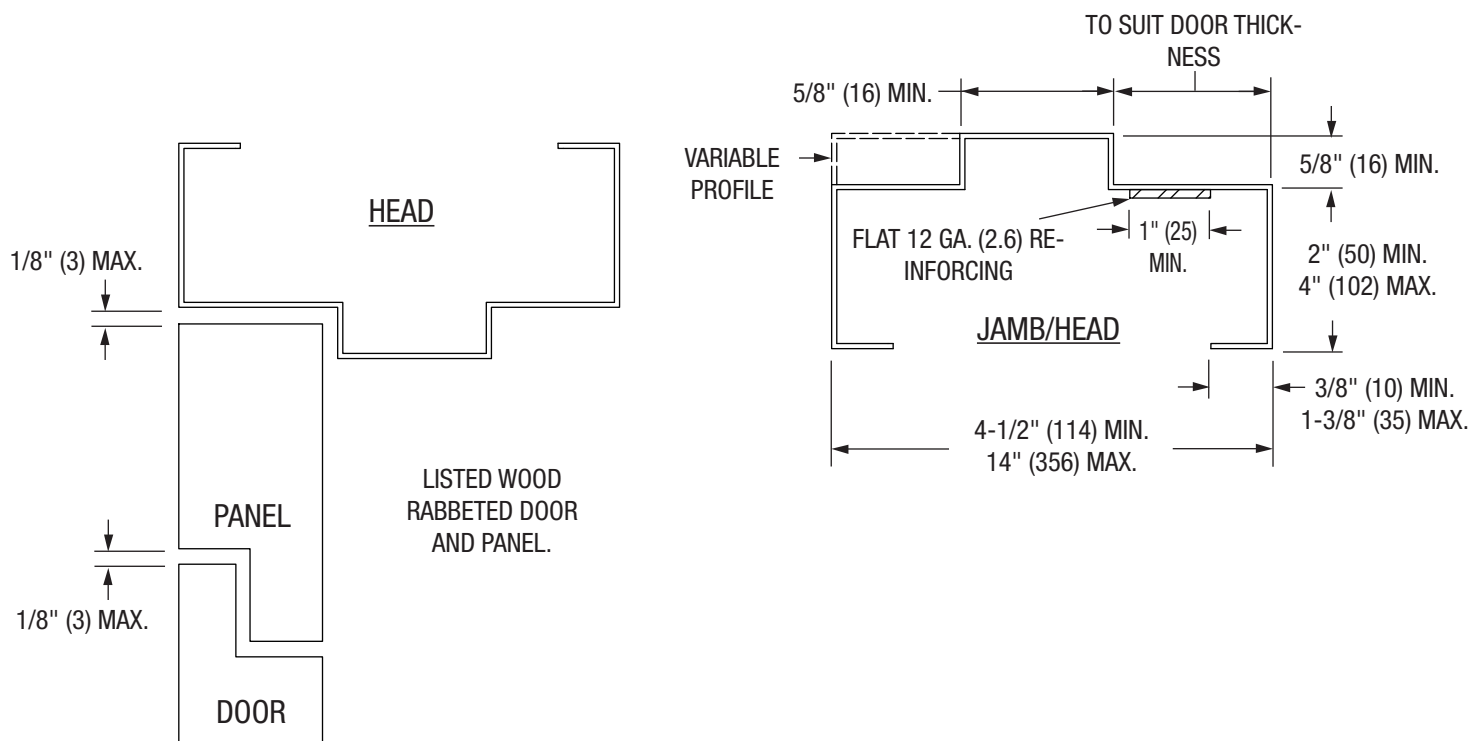 HEAD
1/8" (3) MAX.
PANEL
LISTED WOOD
RABBETED DOOR
AND PANEL.
1/8" (3) MAX.
DOOR
TO SUIT DOOR THICK-
NESS
5/8" (16) MIN.
VARIABLE
PROFILE
5/8" (16) MIN.
FLAT 12 GA. (2.6) RE-
INFORCING
1" (25)
MIN.
2" (50) MIN.
4" (102) MAX.
JAMB/HEAD
3/8" (10) MIN.
1-3/8" (35) MAX.
4-1/2" (114) MIN.
14" (356) MAX.